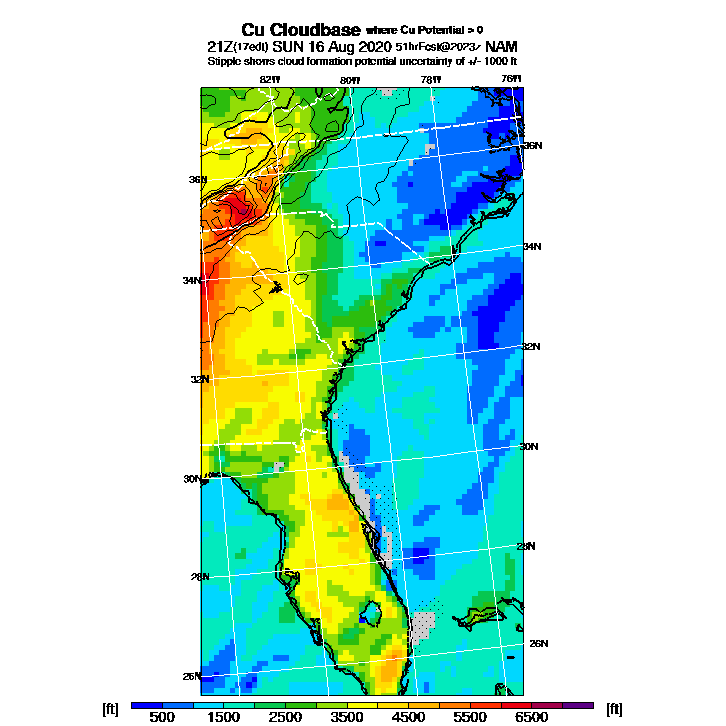 Cu Cloudbase where Cu Potential > 0
21Z(17edt) SUN 16 Aug 2020 51hrFcst@2023z NAM
Stipple shows cloud formation potential uncertainty of +/- 1000 ft
82W 80W 78W 76W
36N
36N
34N
34N
32N
32N
30N
30N
28N
28N
26N
26N
[ft] [ft]
500 1500 2500 3500 4500 5500 6500